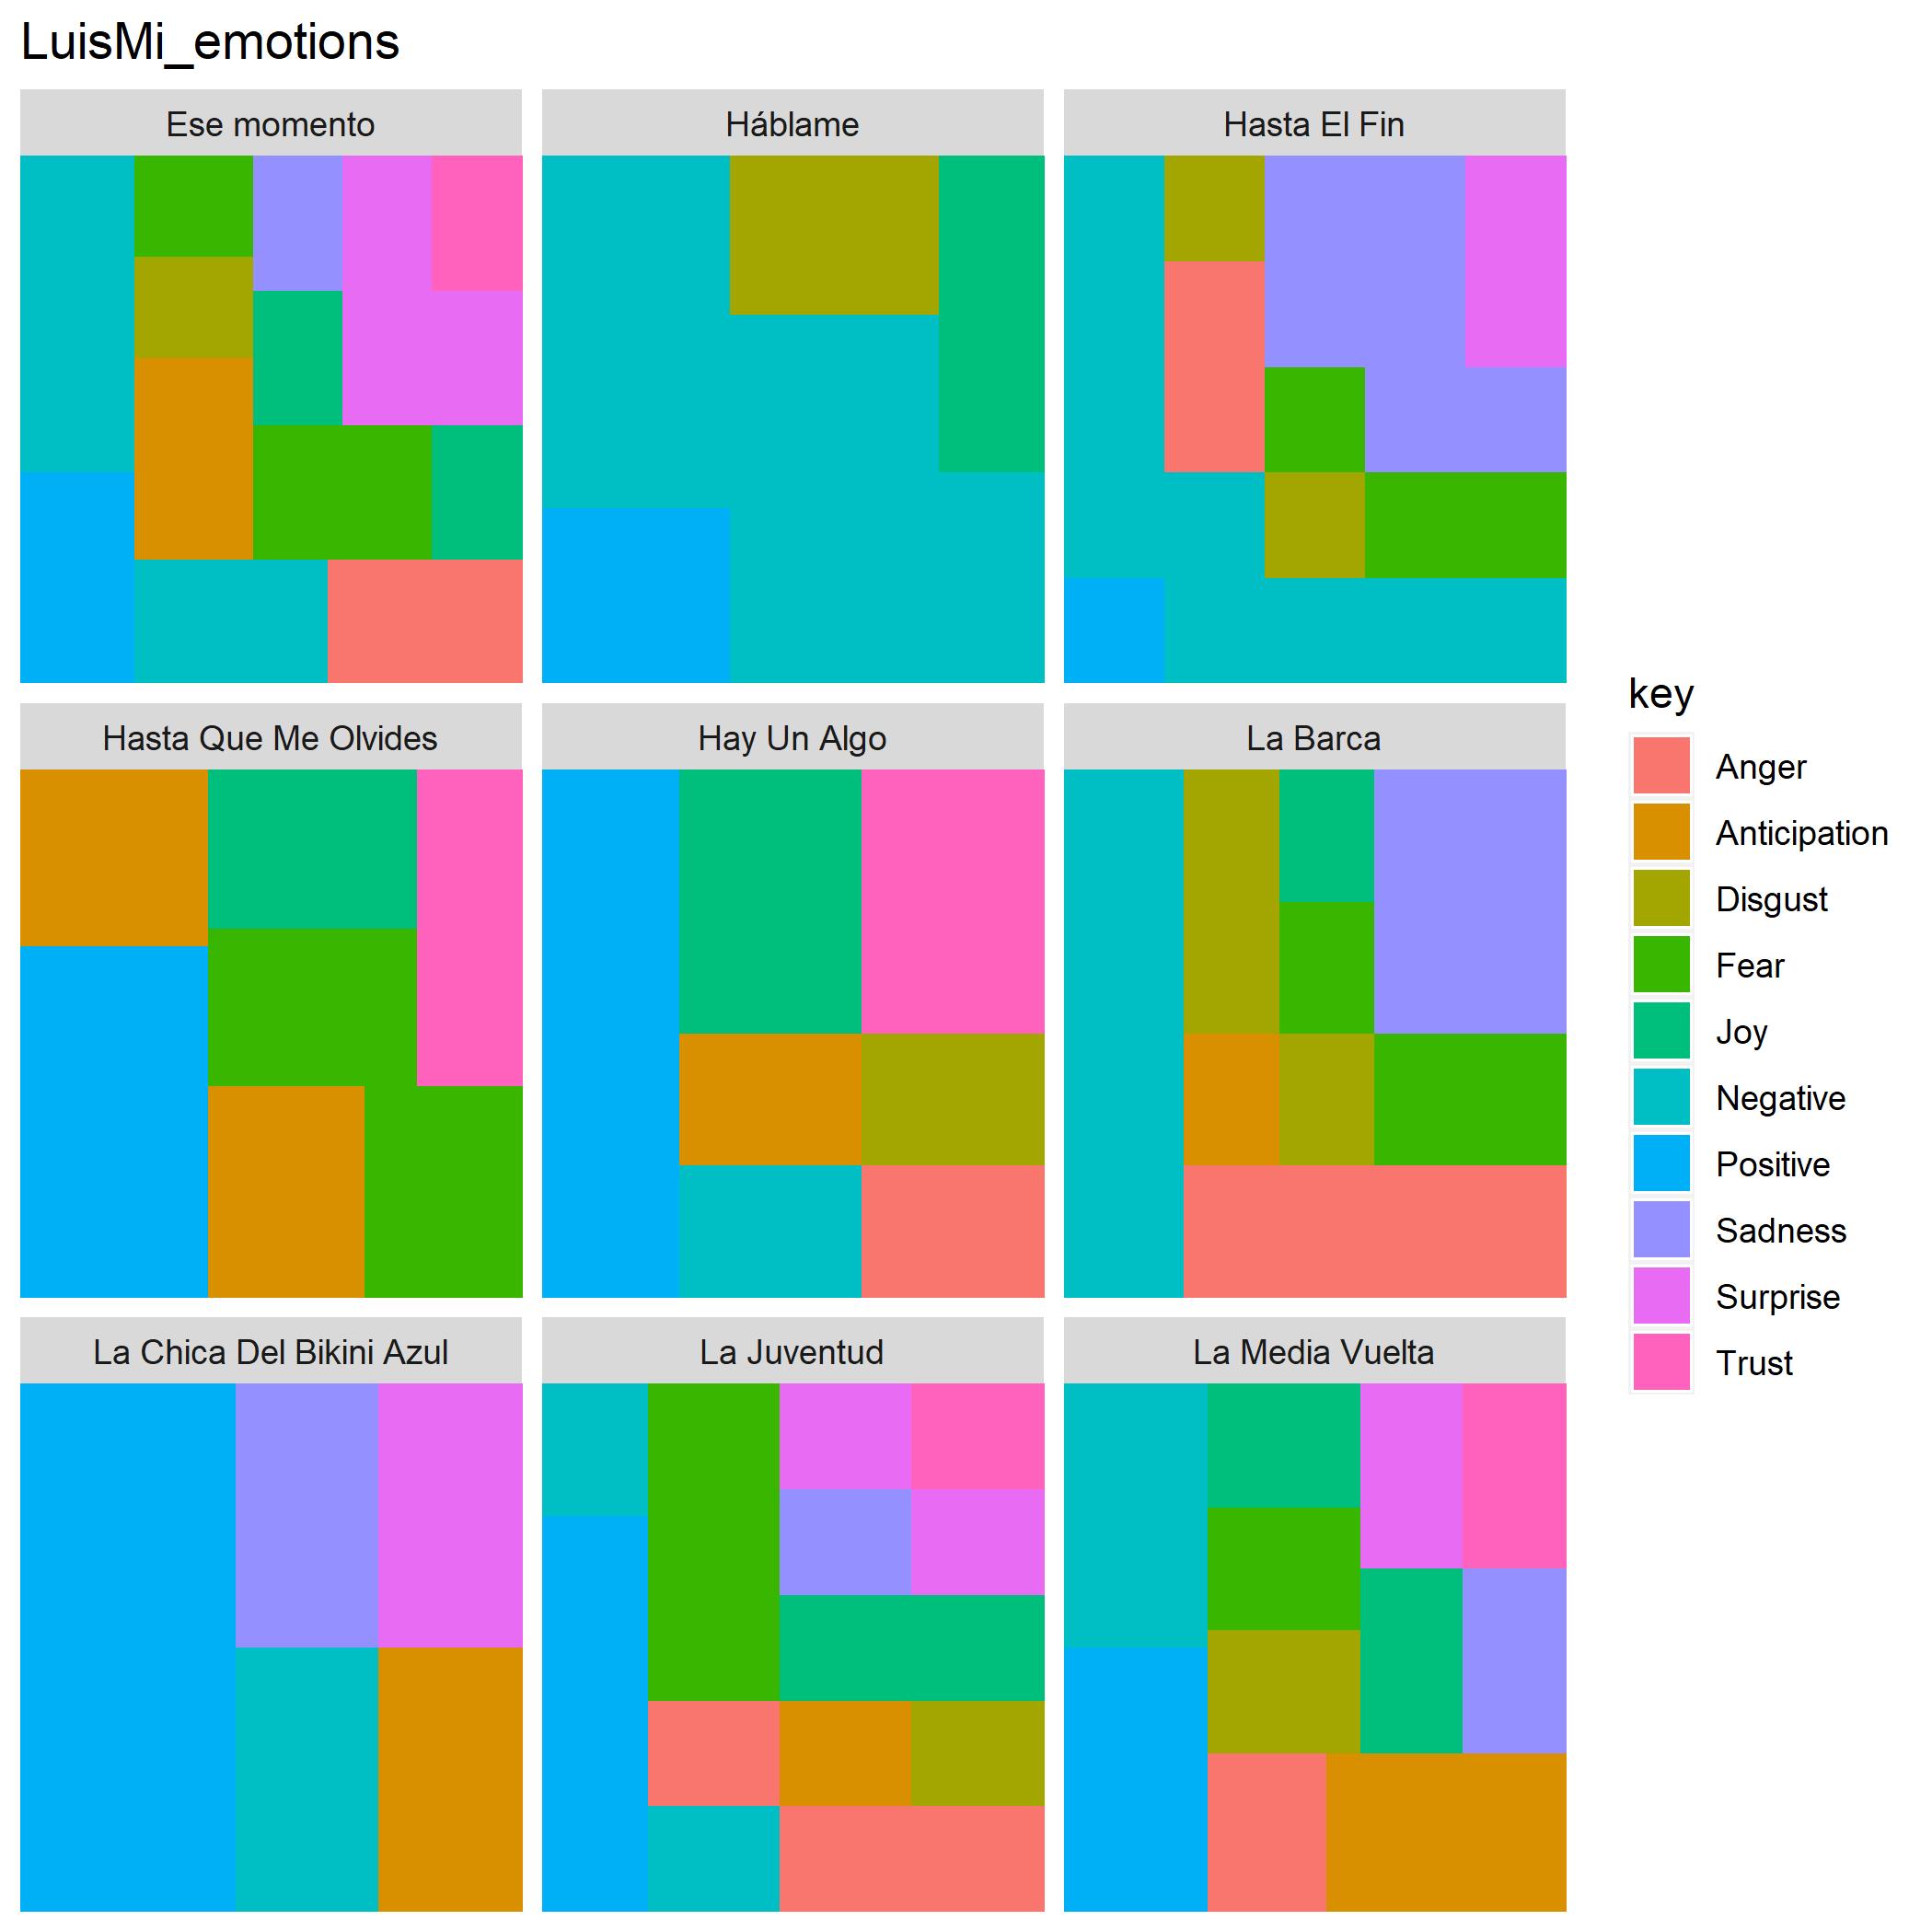 LuisMi_emotions
Ese momento
Háblame
Hasta El Fin
Hasta Que Me Olvides
Hay Un Algo
La Barca
La Chica Del Bikini Azul
La Juventud
La Media Vuelta
key
Anger
Anticipation
Disgust
Fear
Joy
Negative
Positive
Sadness
Surprise
Trust